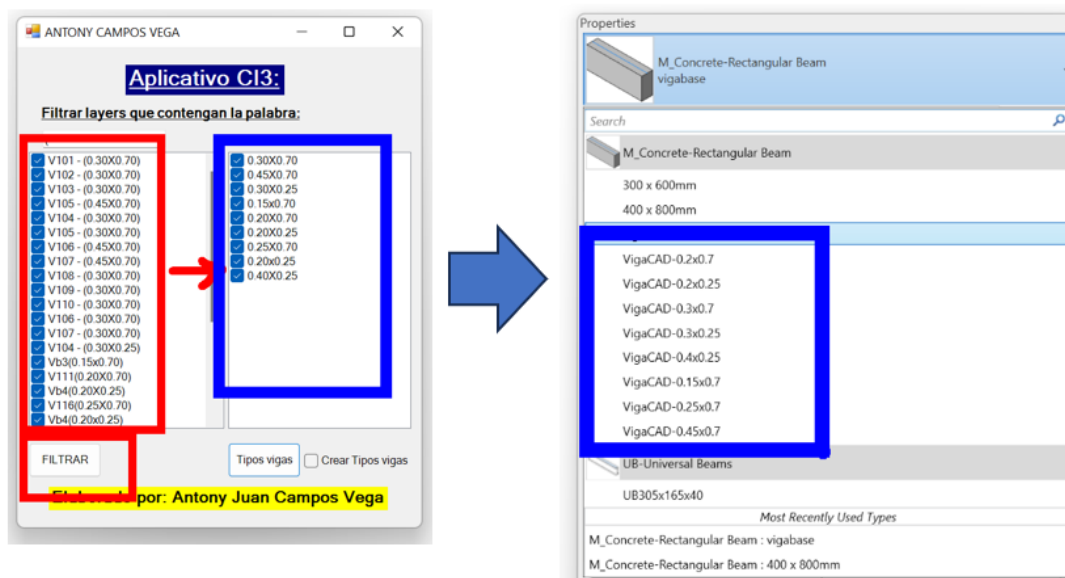 ANTONY CAMPOS VEGA
Aplicativo CI3:
Filtrar layers que contengan la palabra:
(
V101 - (0.30X0.70)
V102 - (0.30X0.70)
V103 - (0.30X0.70)
V105 - (0.45X0.70)
V104 - (0.30X0.70)
V105 - (0.30X0.70)
V106 - (0.45X0.70)
V107 - (0.45X0.70)
V108 - (0.30X0.70)
V109 - (0.30X0.70)
V110 - (0.30X0.70)
V106 - (0.30X0.70)
V107 - (0.30X0.70)
V104 - (0.30X0.25)
Vb3(0.15x0.70)
V111(0.20X0.70)
Vb4(0.20X0.25)
V116(0.25X0.70)
Vb4(0.20x0.25)
0.30X0.70
0.45X0.70
0.30X0.25
0.15x0.70
0.20X0.70
0.20X0.25
0.25X0.70
0.20x0.25
0.40X0.25
FILTRAR
Tipos vigas
Crear Tipos vigas
Elaborado por: Antony Juan Campos Vega
Properties
M_Concrete-Rectangular Beam
vigabase
Search
M_Concrete-Rectangular Beam
300 x 600mm
400 x 800mm
VigaCAD-0.2x0.7
VigaCAD-0.2x0.25
VigaCAD-0.3x0.7
VigaCAD-0.3x0.25
VigaCAD-0.4x0.25
VigaCAD-0.15x0.7
VigaCAD-0.25x0.7
VigaCAD-0.45x0.7
UB-Universal Beams
UB305x165x40
Most Recently Used Types
M_Concrete-Rectangular Beam : vigabase
M_Concrete-Rectangular Beam : 400 x 800mm